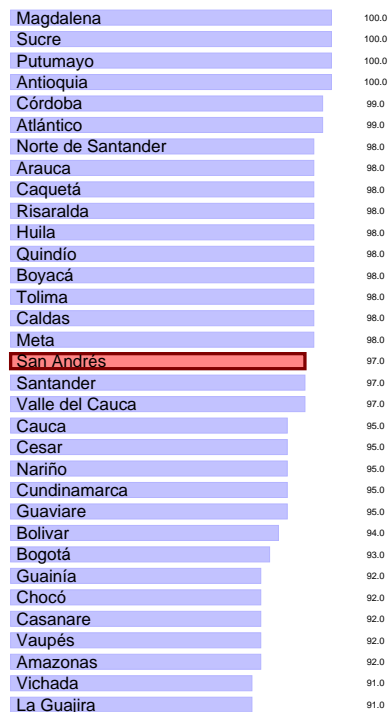 Magdalena 100.0
Sucre 100.0
Putumayo 100.0
Antioquia 100.0
Córdoba 99.0
Atlántico 99.0
Norte de Santander 98.0
Arauca 98.0
Caquetá 98.0
Risaralda 98.0
Huila 98.0
Quindío 98.0
Boyacá 98.0
Tolima 98.0
Caldas 98.0
Meta 98.0
San Andrés 97.0
Santander 97.0
Valle del Cauca 97.0
Cauca 95.0
Cesar 95.0
Nariño 95.0
Cundinamarca 95.0
Guaviare 95.0
Bolivar 94.0
Bogotá 93.0
Guainía 92.0
Chocó 92.0
Casanare 92.0
Vaupés 92.0
Amazonas 92.0
Vichada 91.0
La Guajira 91.0